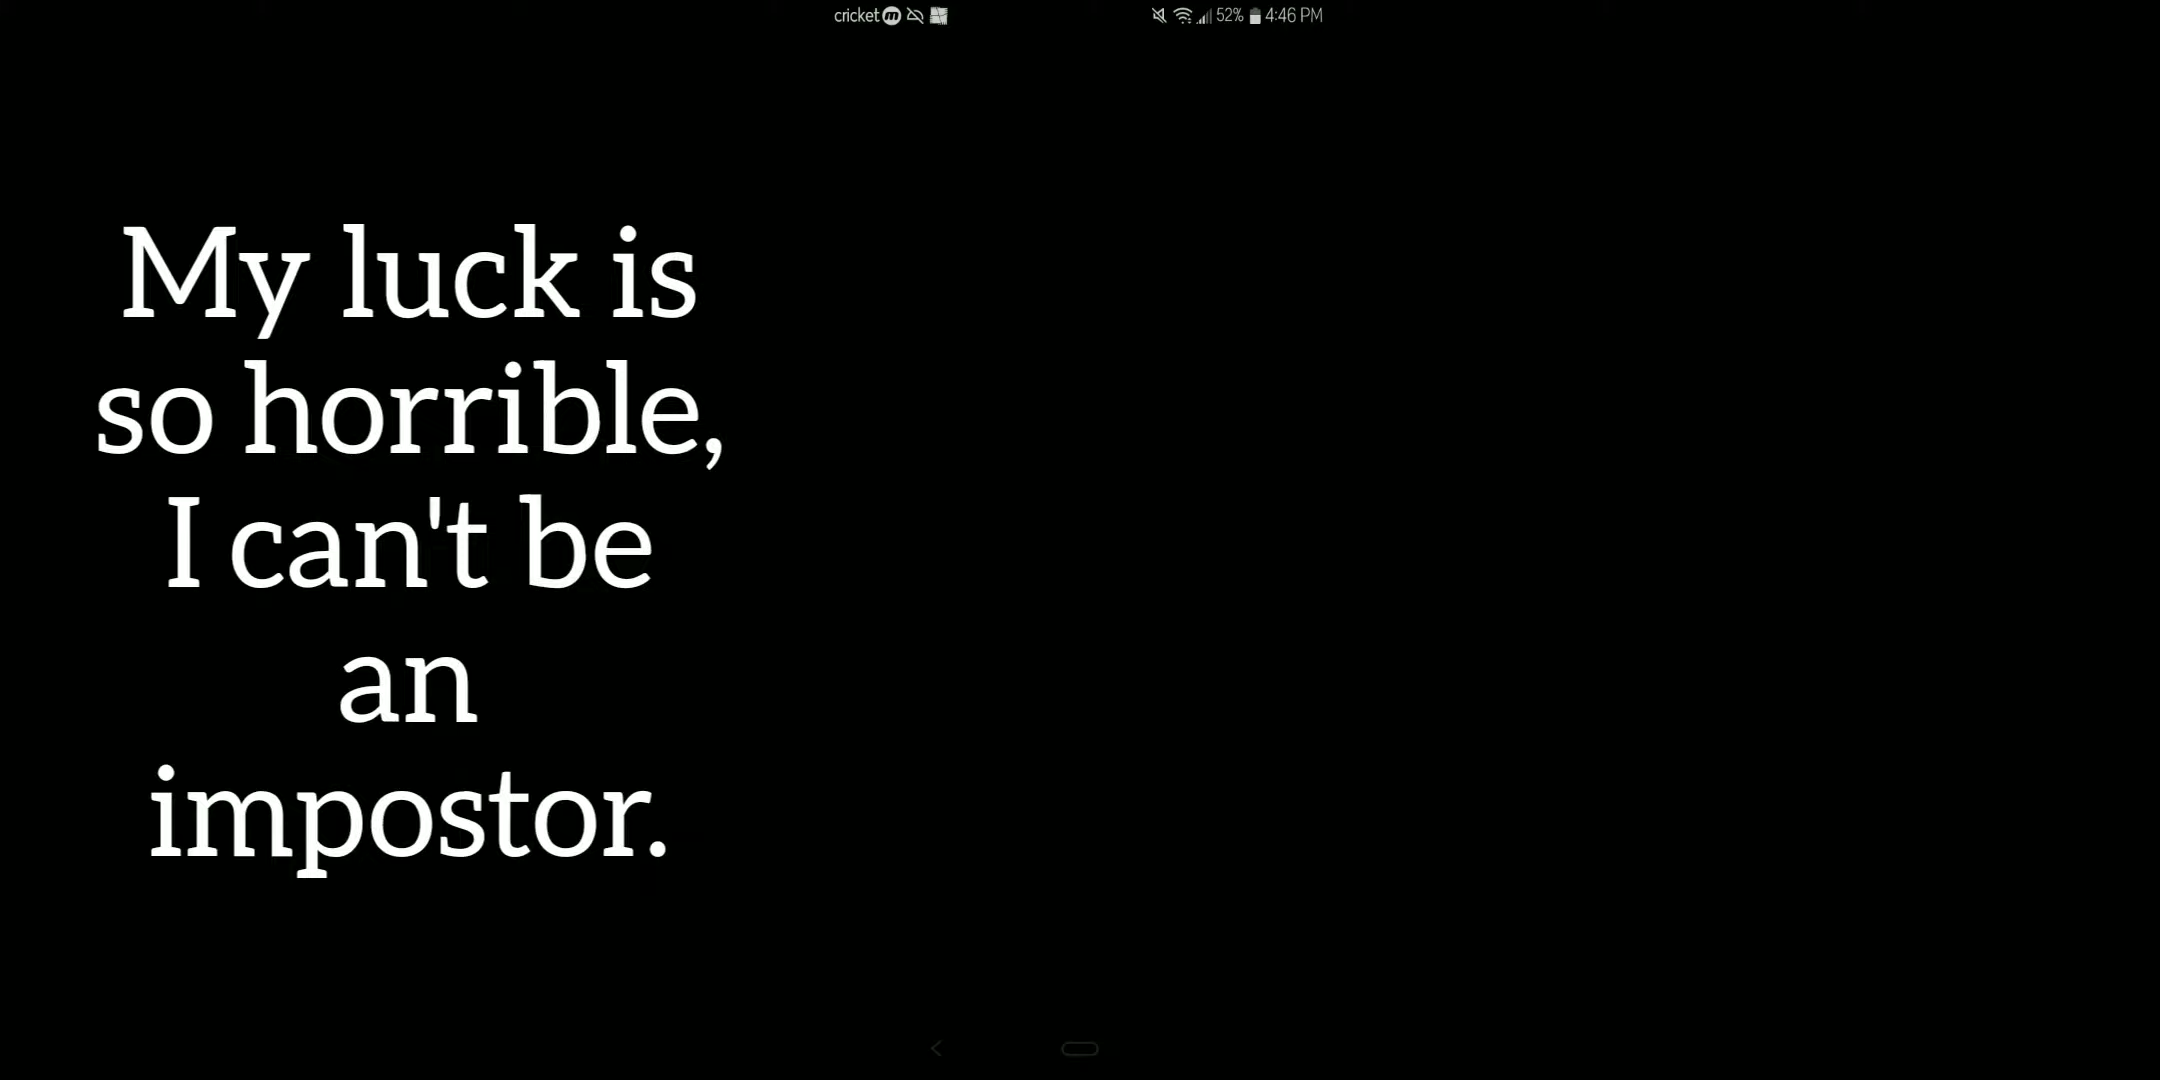 cricket 52% 4:46 PM
My luck is
so horrible,
I can't be
an
impostor.